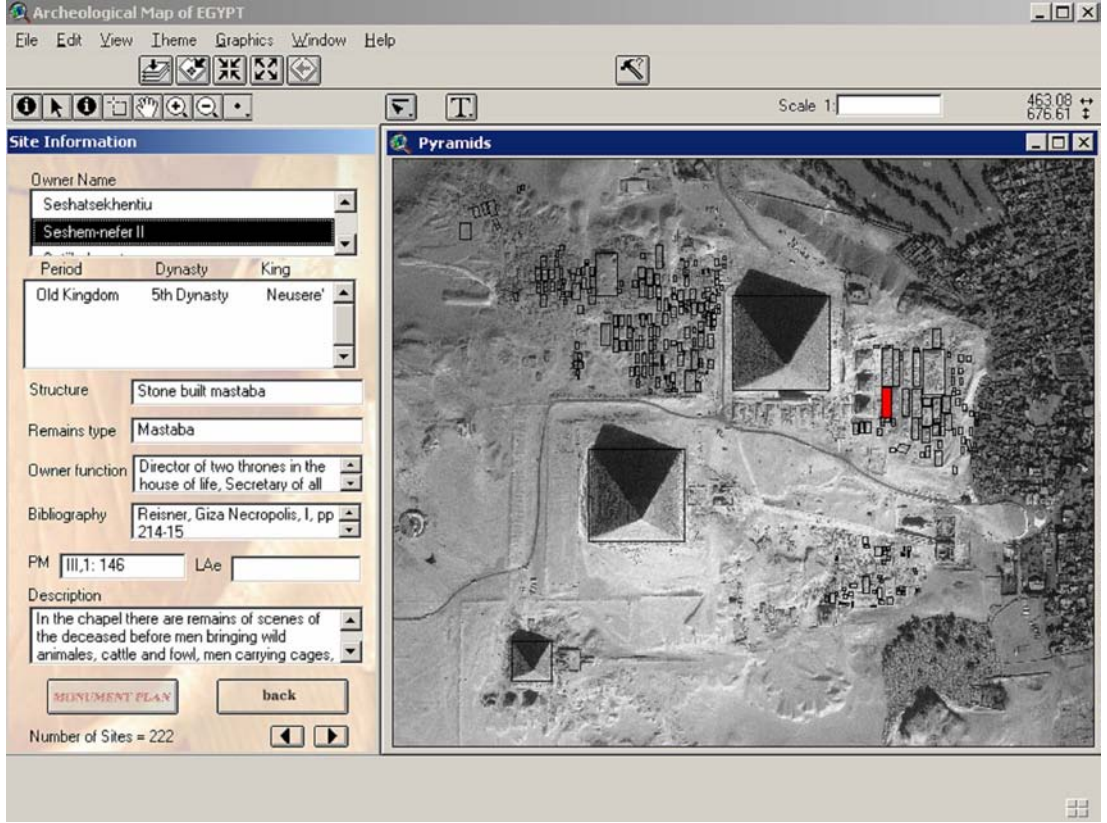 Archeological Map of EGYPT
File Edit View Theme Graphics Window Help
Scale 1:
463.08
676.61
Site Information
Pyramids
Owner Name
Seshatsekhentiu
Seshem-nefer II
Period Dynasty King
Old Kingdom 5th Dynasty Neusere'
Structure
Stone built mastaba
Remains type
Mastaba
Owner function
Director of two thrones in the
house of life, Secretary of all
Bibliography
Reisner, Giza Necropolis, I, pp
214-15
PM III,1: 146 LAe
Description
In the chapel there are remains of scenes of
the deceased before men bringing wild
animales, cattle and fowl, men carrying cages,
MONUMENT PLAN back
Number of Sites = 222